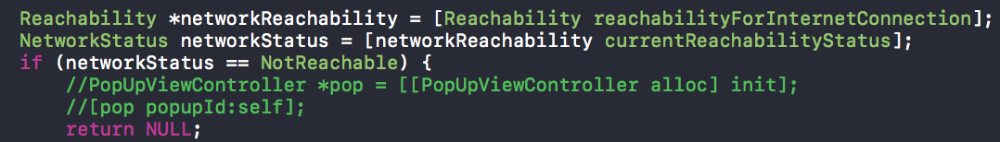 Reachability *networkReachability = [Reachability reachabilityForInternetConnection];
NetworkStatus networkStatus = [networkReachability currentReachabilityStatus];
if (networkStatus == NotReachable) {
    //PopUpViewController *pop = [[PopUpViewController alloc] init];
    //[pop popupId:self];
    return NULL;